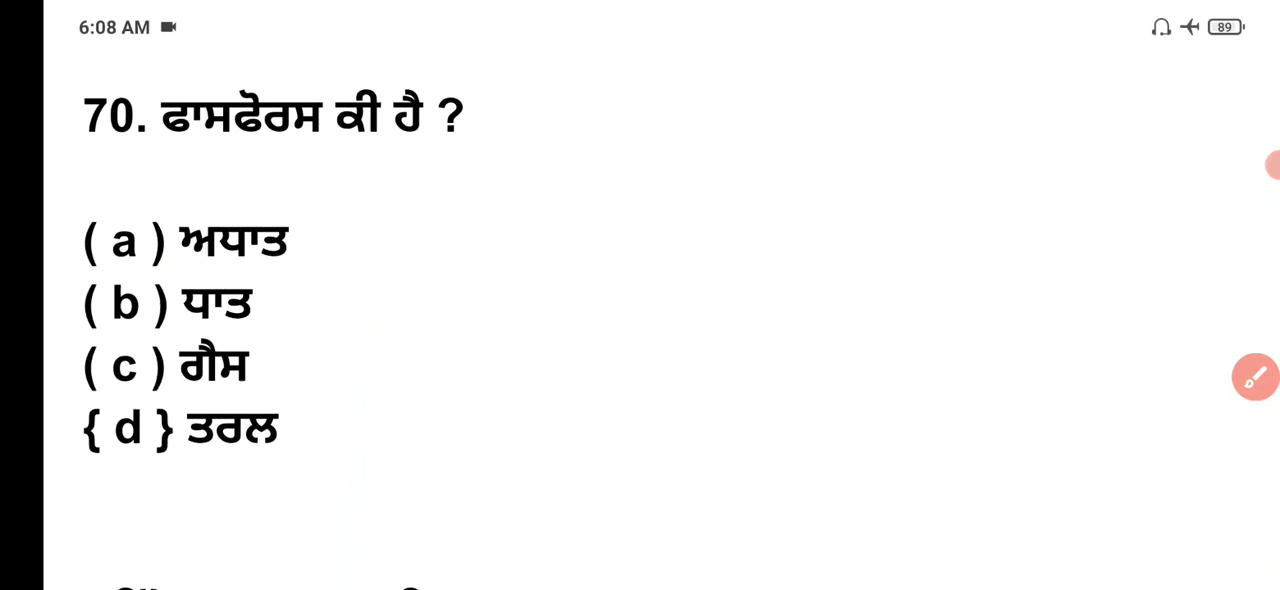 6:08 AM
89
70. ਫਾਸਫੋਰਸ ਕੀ ਹੈ ?
( a ) ਅਧਾਤ
( b ) ਧਾਤ
( c ) ਗੈਸ
{ d } ਤਰਲ